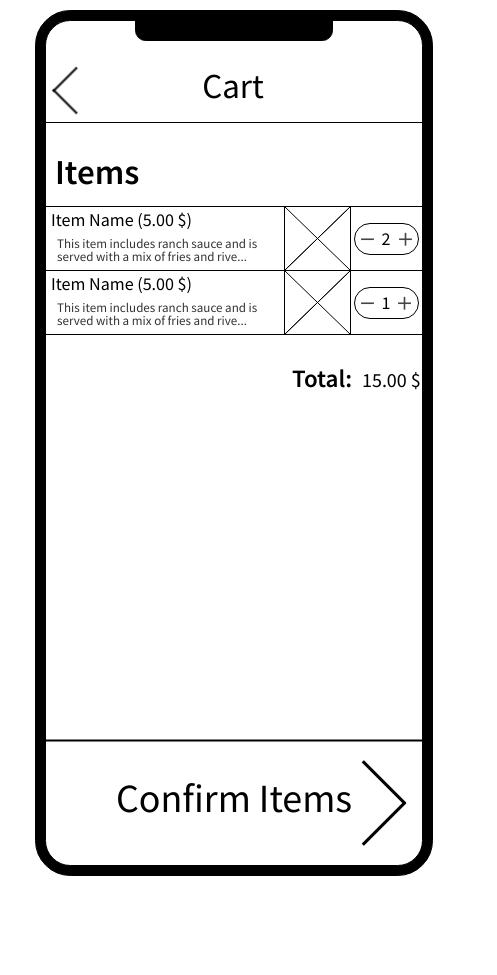 Cart
Items
Item Name (5.00 $)
This item includes ranch sauce and is
served with a mix of fries and rive...
2
Item Name (5.00 $)
This item includes ranch sauce and is
served with a mix of fries and rive...
1
Total: 15.00 $
Confirm Items